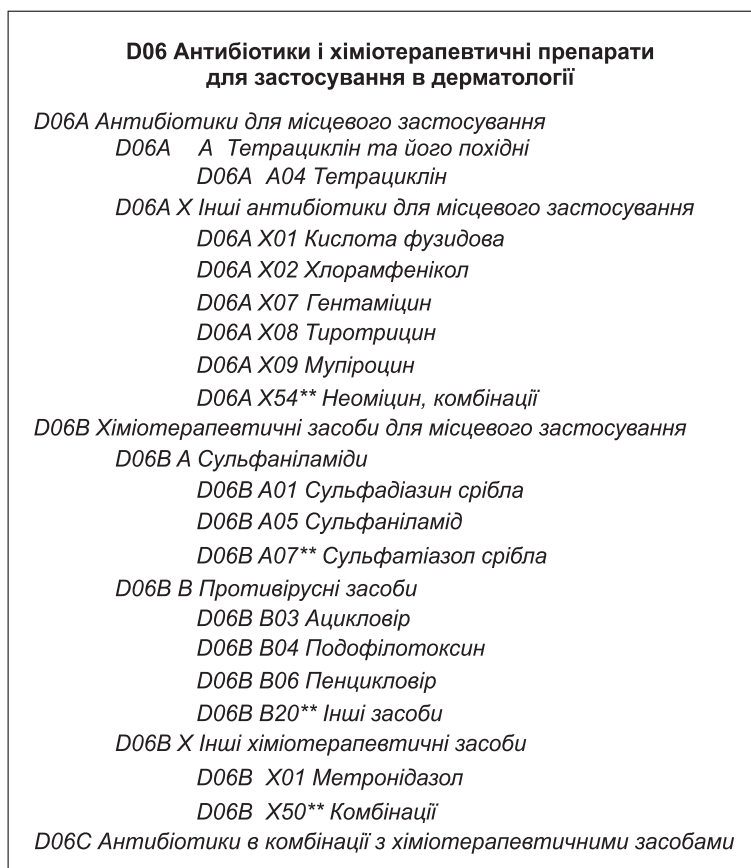 D06 Антибіотики і хіміотерапевтичні препарати
для застосування в дерматології
D06A Антибіотики для місцевого застосування
D06A A Тетрациклін та його похідні
D06A A04 Тетрациклін
D06A X Інші антибіотики для місцевого застосування
D06A X01 Кислота фузидова
D06A X02 Хлорамфенікол
D06A X07 Гентаміцин
D06A X08 Тиротрицин
D06A X09 Мупіроцин
D06A X54** Неоміцин, комбінації
D06B Хіміотерапевтичні засоби для місцевого застосування
D06B A Сульфаніламіди
D06B A01 Сульфадіазин срібла
D06B A05 Сульфаніламід
D06B A07** Сульфатіазол срібла
D06B B Противірусні засоби
D06B B03 Ацикловір
D06B B04 Подофілотоксин
D06B B06 Пенцикловір
D06B B20** Інші засоби
D06B X Інші хіміотерапевтичні засоби
D06B X01 Метронідазол
D06B X50** Комбінації
D06C Антибіотики в комбінації з хіміотерапевтичними засобами